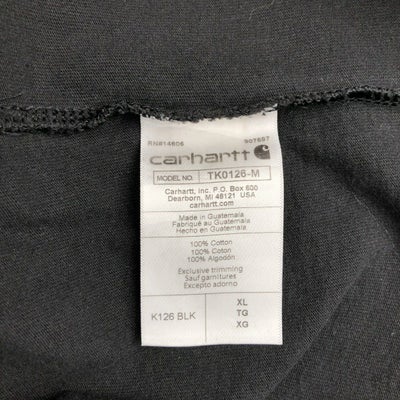 RN#14806 907697
carhartt
MODEL NO. TK0126-M
Carhartt, Inc. P.O. Box 600
Dearborn, MI 48121 USA
carhartt.com
Made in Guatemala
Fabriqué au Guatemala
Hecho en Guatemala
100% Cotton
100% Coton
100% Algodón
Exclusive trimming
Sauf garnitures
Excepto adorno
K126 BLK
XL
TG
XG